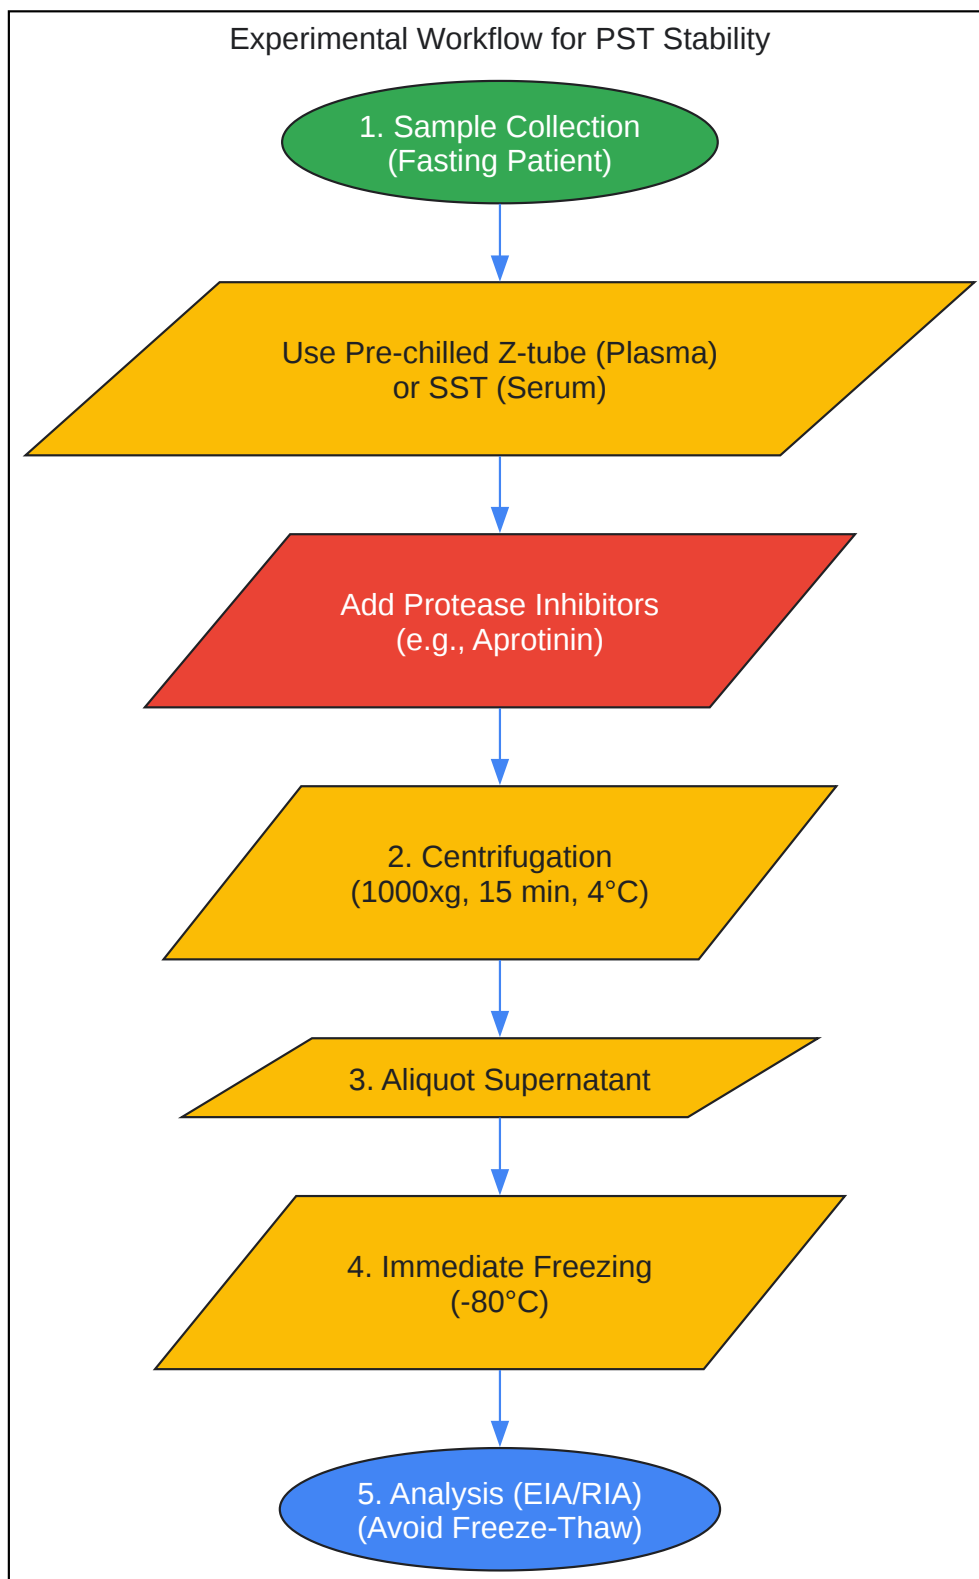 Experimental Workflow for PST Stability
1. Sample Collection
(Fasting Patient)
Use Pre-chilled Z-tube (Plasma)
or SST (Serum)
Add Protease Inhibitors
(e.g., Aprotinin)
2. Centrifugation
(1000xg, 15 min, 4°C)
3. Aliquot Supernatant
4. Immediate Freezing
(-80°C)
5. Analysis (EIA/RIA)
(Avoid Freeze-Thaw)